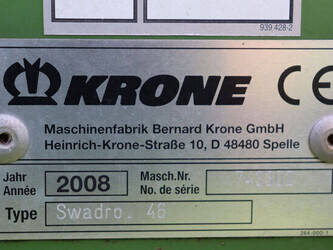 939 428-2
KRONE CE
Maschinenfabrik Bernard Krone GmbH
Heinrich-Krone-Straße 10, D 48480 Spelle
Jahr Masch.Nr.
Année 2008 No. de série
Type Swadro. 46